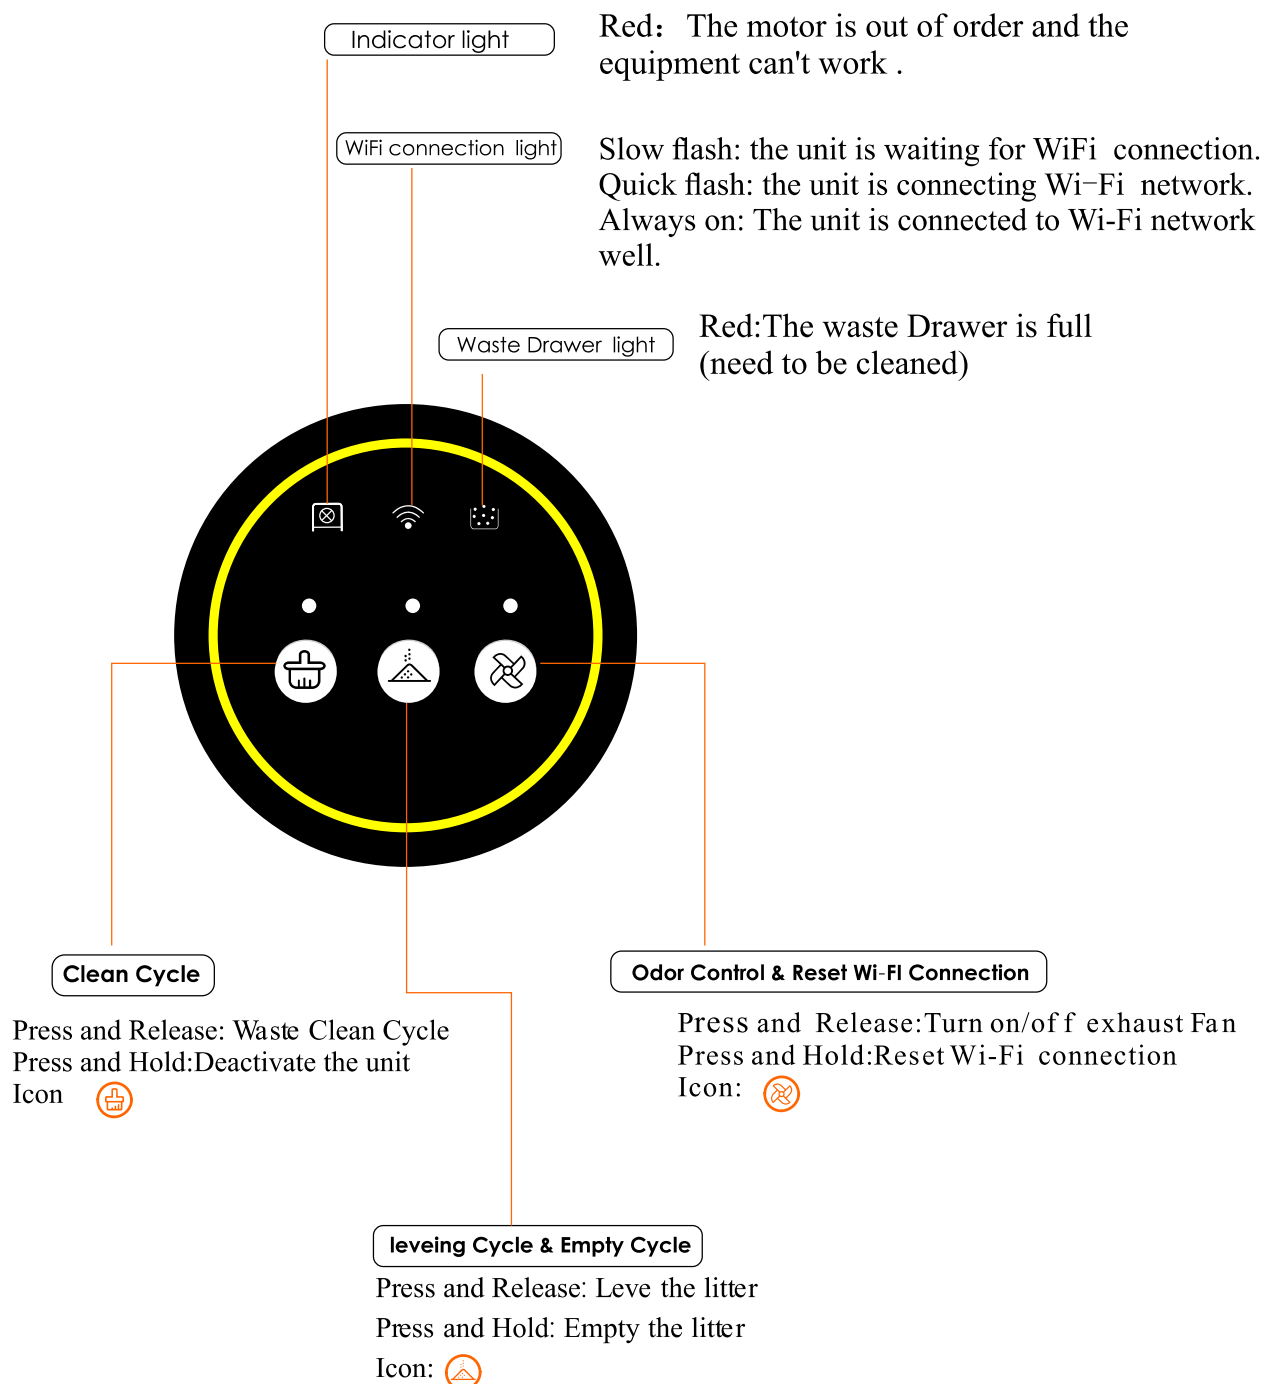 Indicator light
Red： The motor is out of order and the
equipment can't work .
WiFi connection light
Slow flash: the unit is waiting for WiFi connection.
Quick flash: the unit is connecting Wi-Fi network.
Always on: The unit is connected to Wi-Fi network
well.
Waste Drawer light
Red:The waste Drawer is full
(need to be cleaned)
Clean Cycle
Press and Release: Waste Clean Cycle
Press and Hold:Deactivate the unit
Icon
Odor Control & Reset Wi-FI Connection
Press and Release:Turn on/off exhaust Fan
Press and Hold:Reset Wi-Fi connection
Icon:
leveing Cycle & Empty Cycle
Press and Release: Leve the litter
Press and Hold: Empty the litter
Icon: